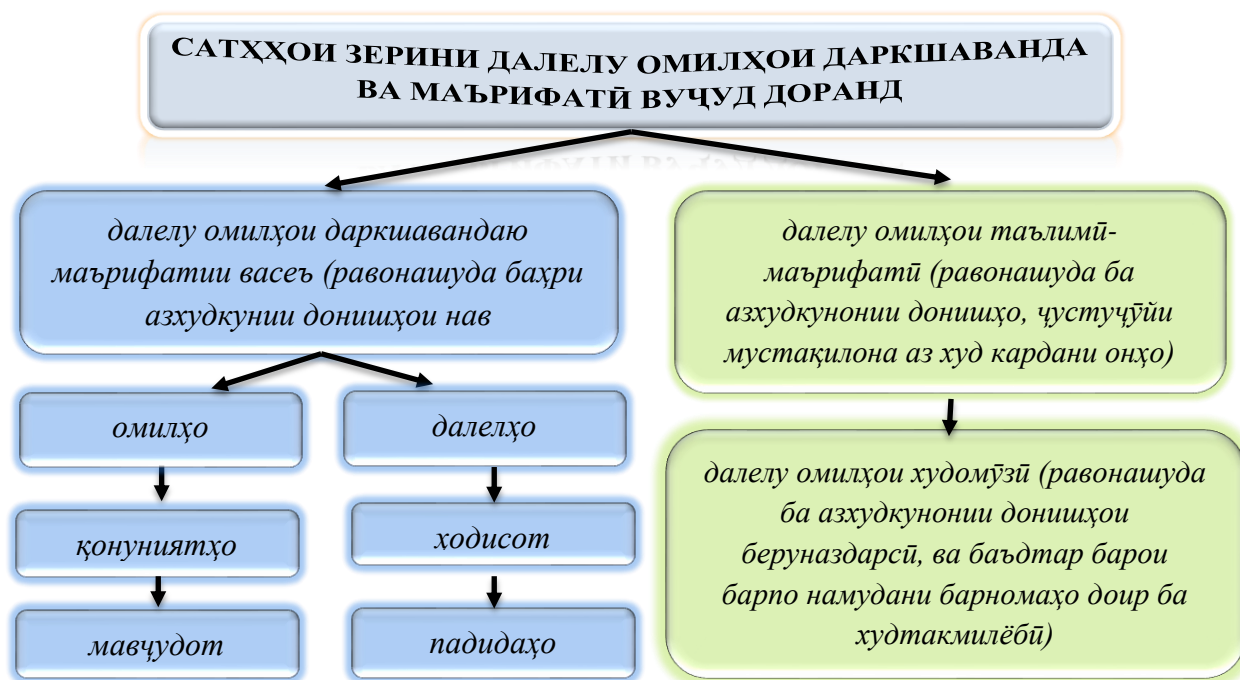 САТҲҲОИ ЗЕРИНИ ДАЛЕЛУ ОМИЛҲОИ ДАРКШАВАНДА
ВА МАЪРИФАТӢ ВУҶУД ДОРАНД
далелу омилҳои даркшавандаю
маърифатии васеъ (равонашуда баҳри
азхудкунии донишҳои нав
далелу омилҳои таълимӣ-
маърифатӣ (равонашуда ба
азхудкунонии донишҳо, ҷустуҷӯйи
мустақилона аз худ кардани онҳо)
омилҳо
далелҳо
қонуниятҳо
ҳодисот
мавҷудот
падидаҳо
далелу омилҳои худомӯзӣ (равонашуда
ба азхудкунонии донишҳои
беруназдарсӣ, ва баъдтар барои
барпо намудани барномаҳо доир ба
худтакмилёбӣ)